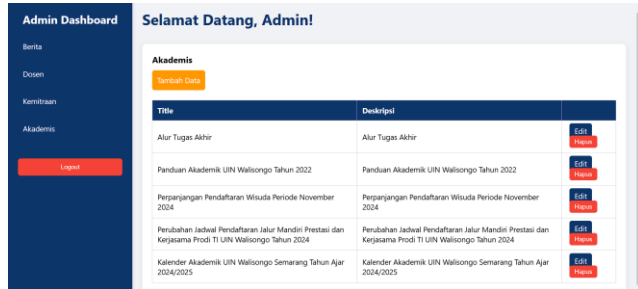 Admin Dashboard
Berita
Dosen
Kemitraan
Akademis
Logout
Selamat Datang, Admin!
Akademis
Tambah Data
Title Deskripsi
Alur Tugas Akhir Alur Tugas Akhir Edit
Hapus
Panduan Akademik UIN Walisongo Tahun 2022 Panduan Akademik UIN Walisongo Tahun 2022 Edit
Hapus
Perpanjangan Pendaftaran Wisuda Periode November Perpanjangan Pendaftaran Wisuda Periode November Edit
2024 2024 Hapus
Perubahan Jadwal Pendaftaran Jalur Mandiri Prestasi dan Perubahan Jadwal Pendaftaran Jalur Mandiri Prestasi dan Edit
Kerjasama Prodi TI UIN Walisongo Tahun 2024 Kerjasama Prodi TI UIN Walisongo Tahun 2024 Hapus
Kalender Akademik UIN Walisongo Semarang Tahun Ajar Kalender Akademik UIN Walisongo Semarang Tahun Ajar Edit
2024/2025 2024/2025 Hapus